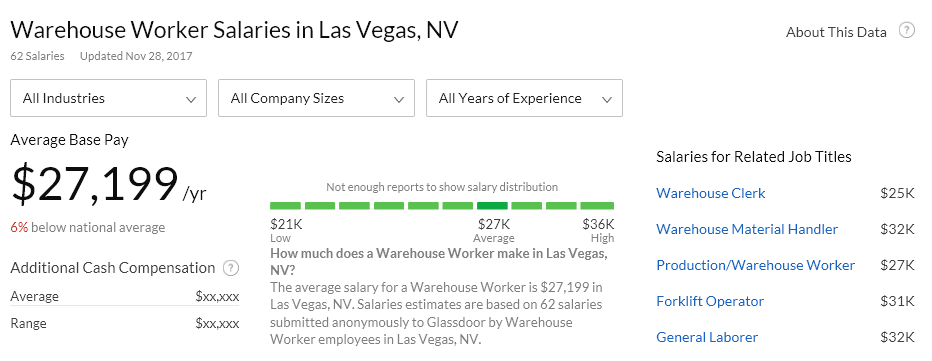 Warehouse Worker Salaries in Las Vegas, NV
About This Data ?
62 Salaries Updated Nov 28, 2017
All Industries
All Company Sizes
All Years of Experience
Average Base Pay
$27,199 /yr
6% below national average
Additional Cash Compensation ?
Average $xx,xxx
Range $xx,xxx
Not enough reports to show salary distribution
$21K $27K $36K
Low Average High
How much does a Warehouse Worker make in Las Vegas,
NV?
The average salary for a Warehouse Worker is $27,199 in
Las Vegas, NV. Salaries estimates are based on 62 salaries
submitted anonymously to Glassdoor by Warehouse
Worker employees in Las Vegas, NV.
Salaries for Related Job Titles
Warehouse Clerk $25K
Warehouse Material Handler $32K
Production/Warehouse Worker $27K
Forklift Operator $31K
General Laborer $32K